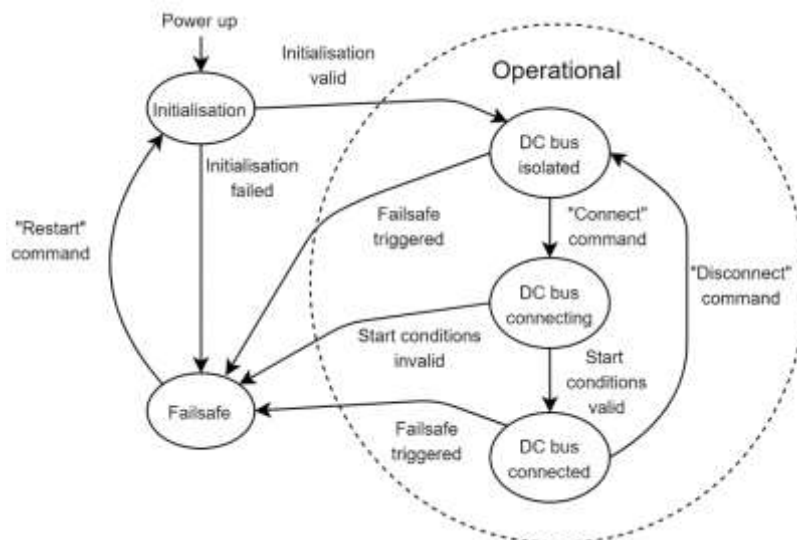 Power up
Initialisation
valid
Operational
Initialisation
DC bus
isolated
Initialisation
failed
Failsafe
triggered
"Connect"
command
"Restart"
command
"Disconnect"
command
DC bus
connecting
Start conditions
invalid
Start
conditions
valid
Failsafe
Failsafe
triggered
DC bus
connected